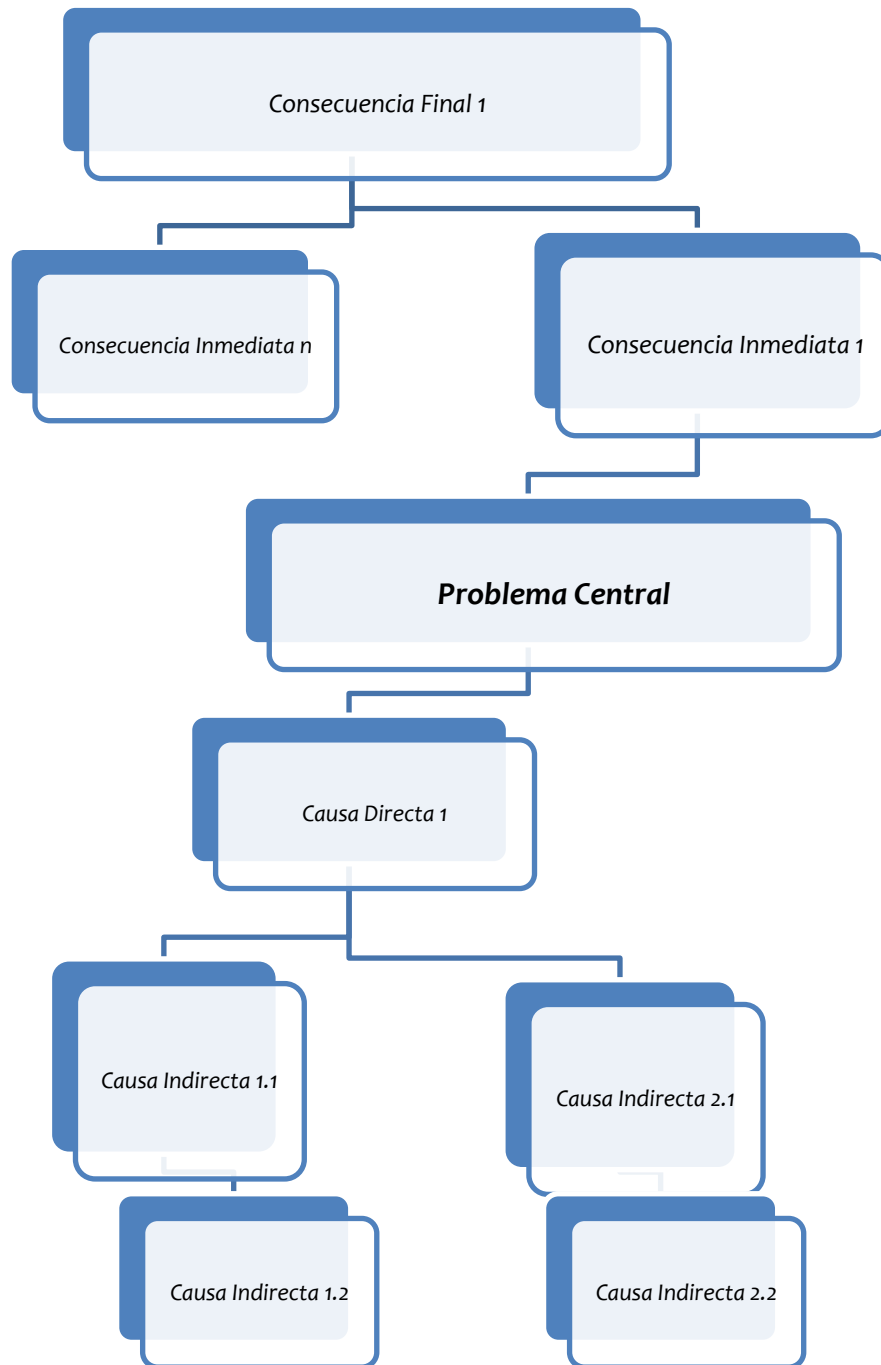 Consecuencia Final 1
Consecuencia Inmediata n
Consecuencia Inmediata 1
Problema Central
Causa Directa 1
Causa Indirecta 1.1
Causa Indirecta 2.1
Causa Indirecta 1.2
Causa Indirecta 2.2